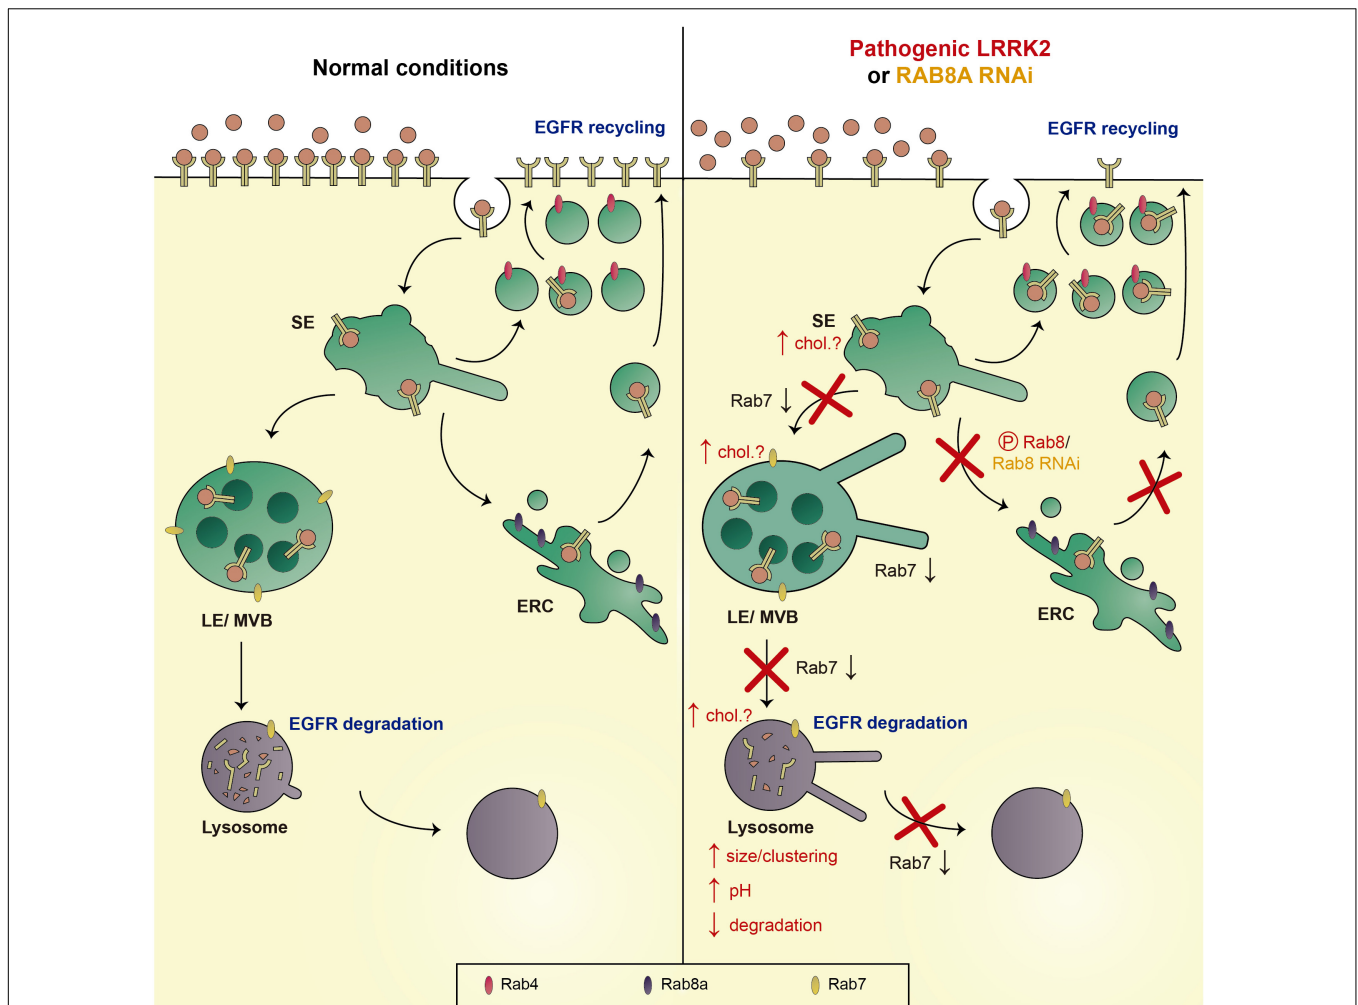 Normal conditions
EGFR recycling
SE
ERC
LE/ MVB
EGFR degradation
Lysosome
Pathogenic LRRK2
or RAB8A RNAi
EGFR recycling
SE
↑ chol.?
Rab7 ↓
↑ chol.?
Ⓟ Rab8/
Rab8 RNAi
Rab7 ↓
ERC
LE/ MVB
Rab7 ↓
↑ chol.?
EGFR degradation
Lysosome
↑ size/clustering
Rab7 ↓
↑ pH
↓ degradation
Rab4 Rab8a Rab7